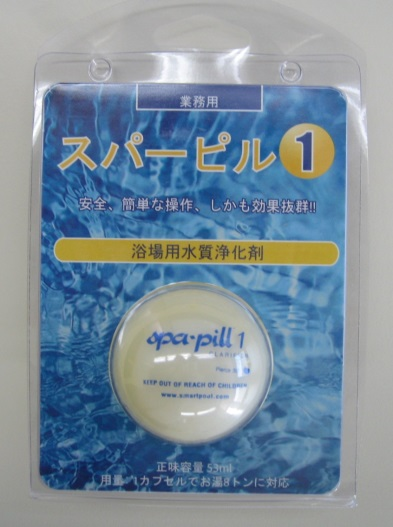 業務用
スパーピル 1
安全、簡単な操作、しかも効果抜群!!
浴場用水質浄化剤
spa-pill 1
KEEP OUT OF REACH OF CHILDREN
正味容量 53ml
用量:1カプセルでお湯8トンに対応